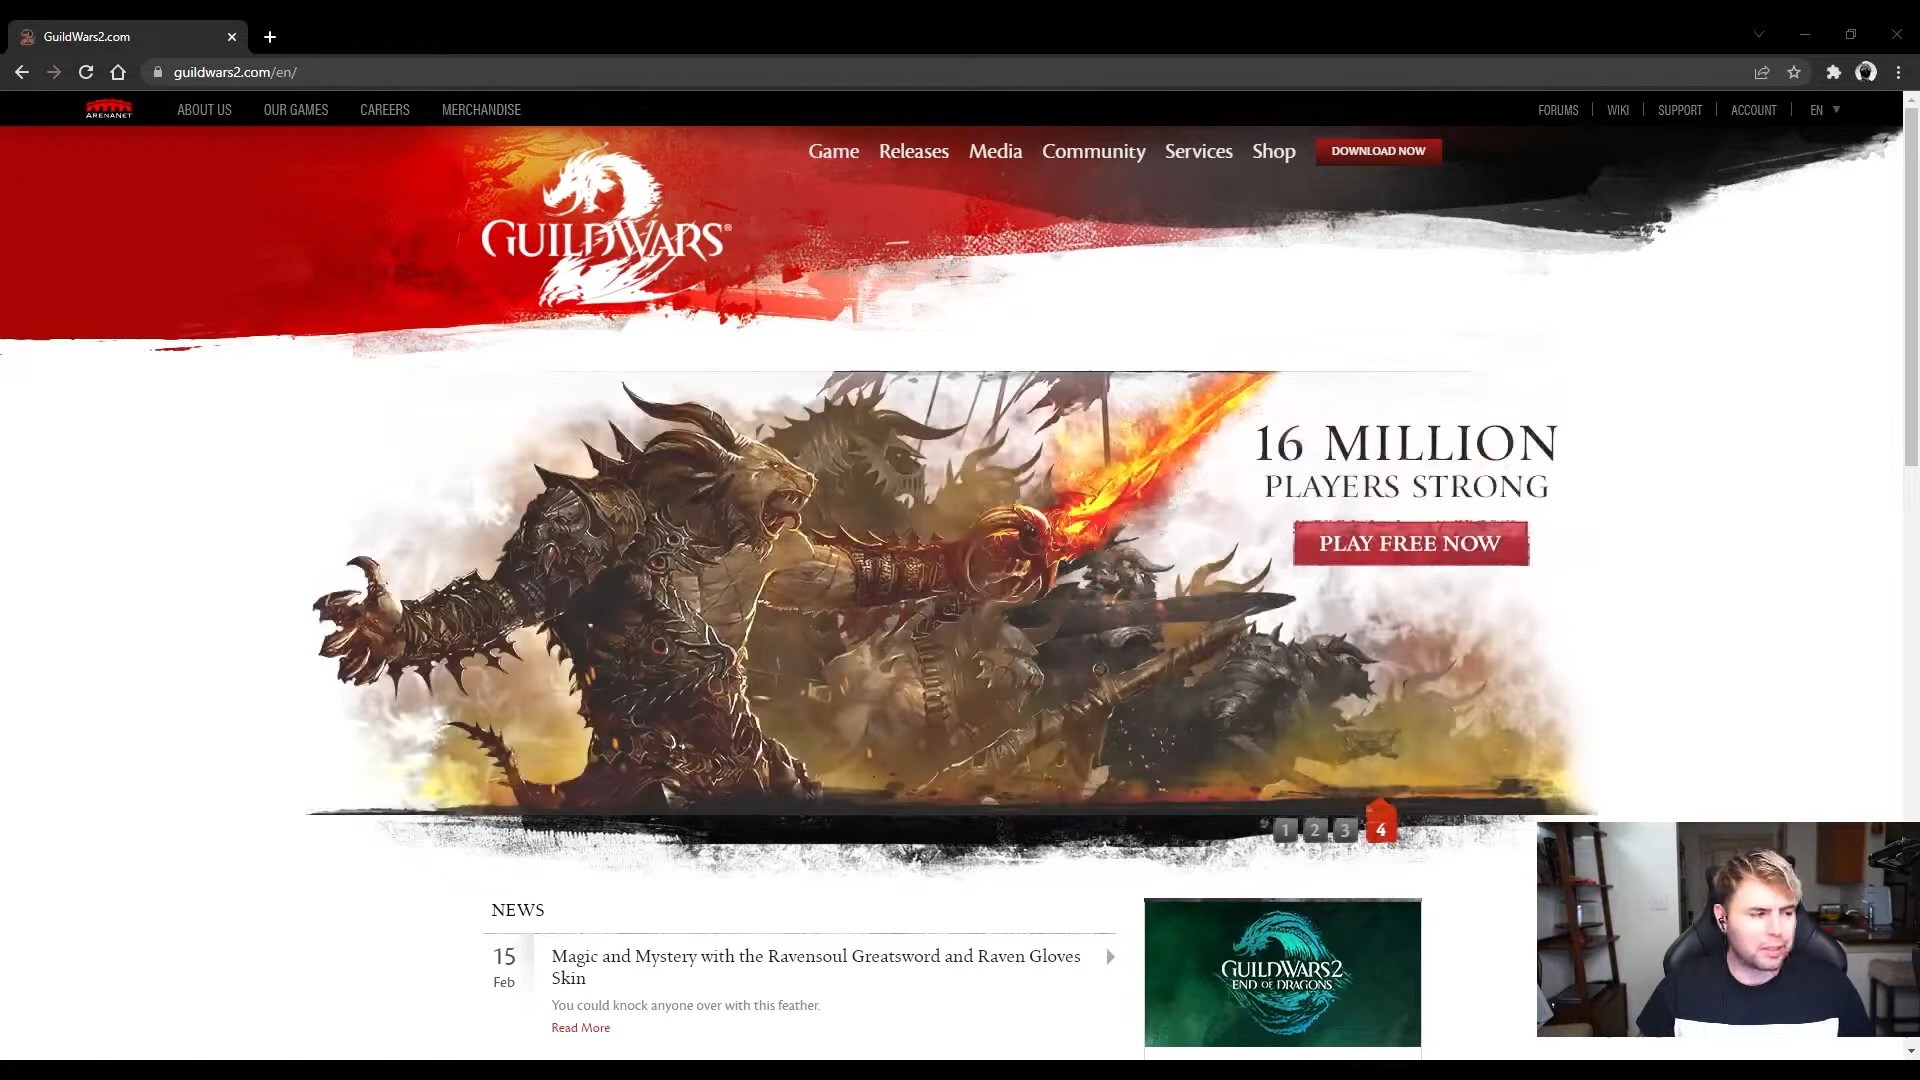 GuildWars2.com
guildwars2.com/en/
ARENANET
ABOUT US
OUR GAMES
CAREERS
MERCHANDISE
FORUMS
WIKI
SUPPORT
ACCOUNT
EN
Game
Releases
Media
Community
Services
Shop
DOWNLOAD NOW
GUILDWARS®
2
16 MILLION
PLAYERS STRONG
PLAY FREE NOW
1 2 3 4
NEWS
15
Feb
Magic and Mystery with the Ravensoul Greatsword and Raven Gloves
Skin
You could knock anyone over with this feather.
Read More
GUILDWARS2
END OF DRAGONS